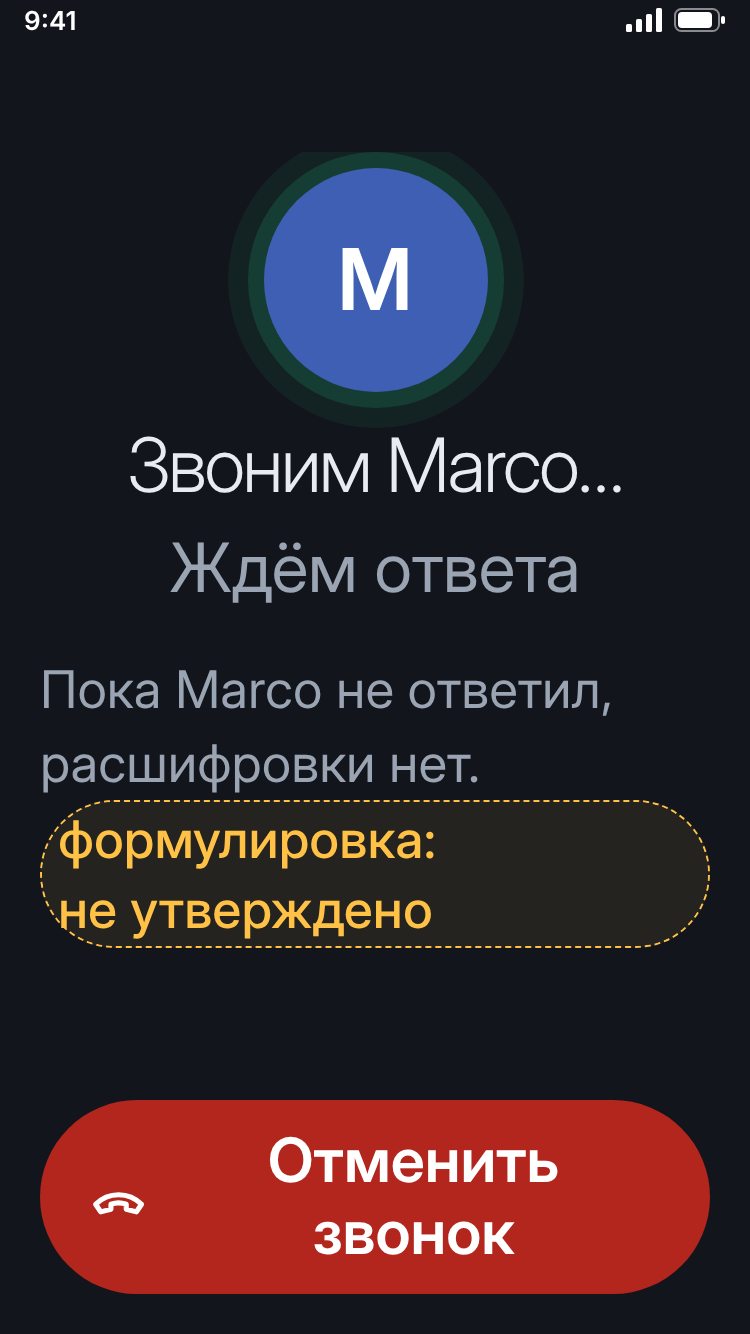 9:41
M
Звоним Marco...
Ждём ответа
Пока Marco не ответил,
расшифровки нет.
формулировка:
не утверждено
Отменить
звонок